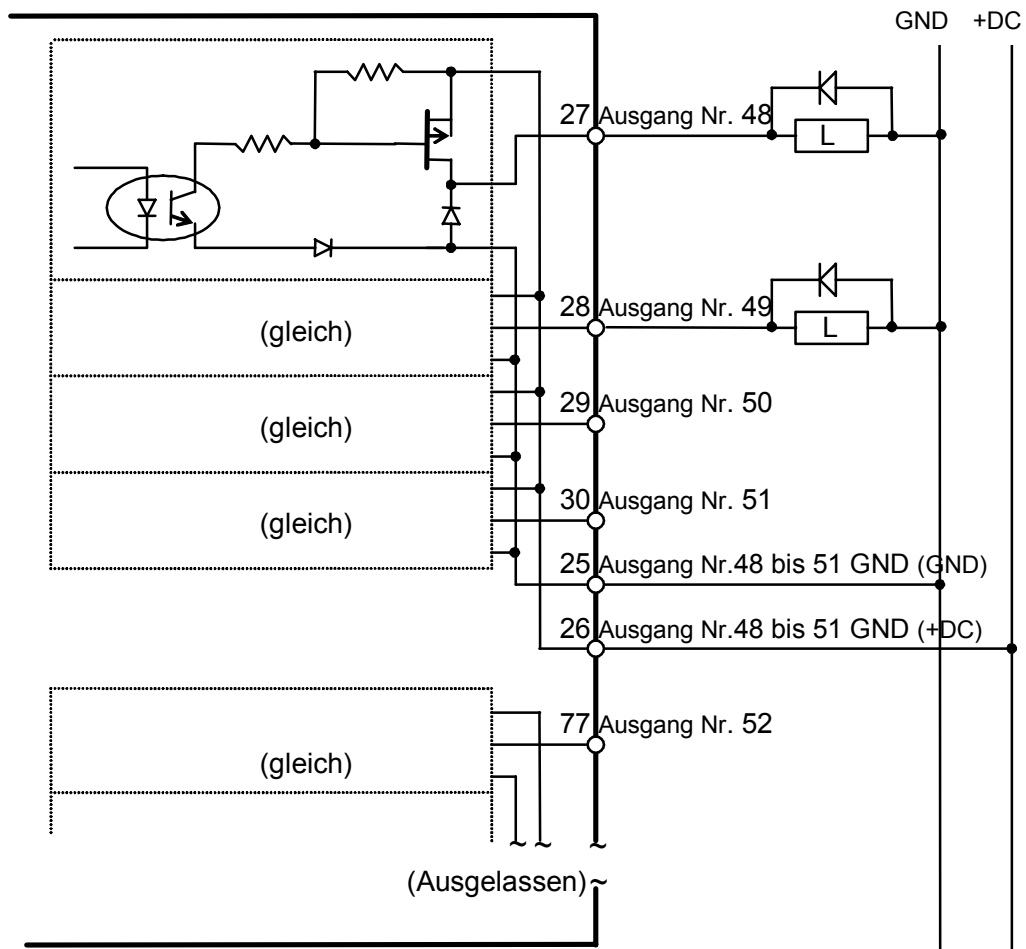 GND +DC
27 Ausgang Nr. 48
L
28 Ausgang Nr. 49
(gleich)
L
29 Ausgang Nr. 50
(gleich)
30 Ausgang Nr. 51
(gleich)
25 Ausgang Nr.48 bis 51 GND (GND)
26 Ausgang Nr.48 bis 51 GND (+DC)
77 Ausgang Nr. 52
(gleich)
(Ausgelassen)